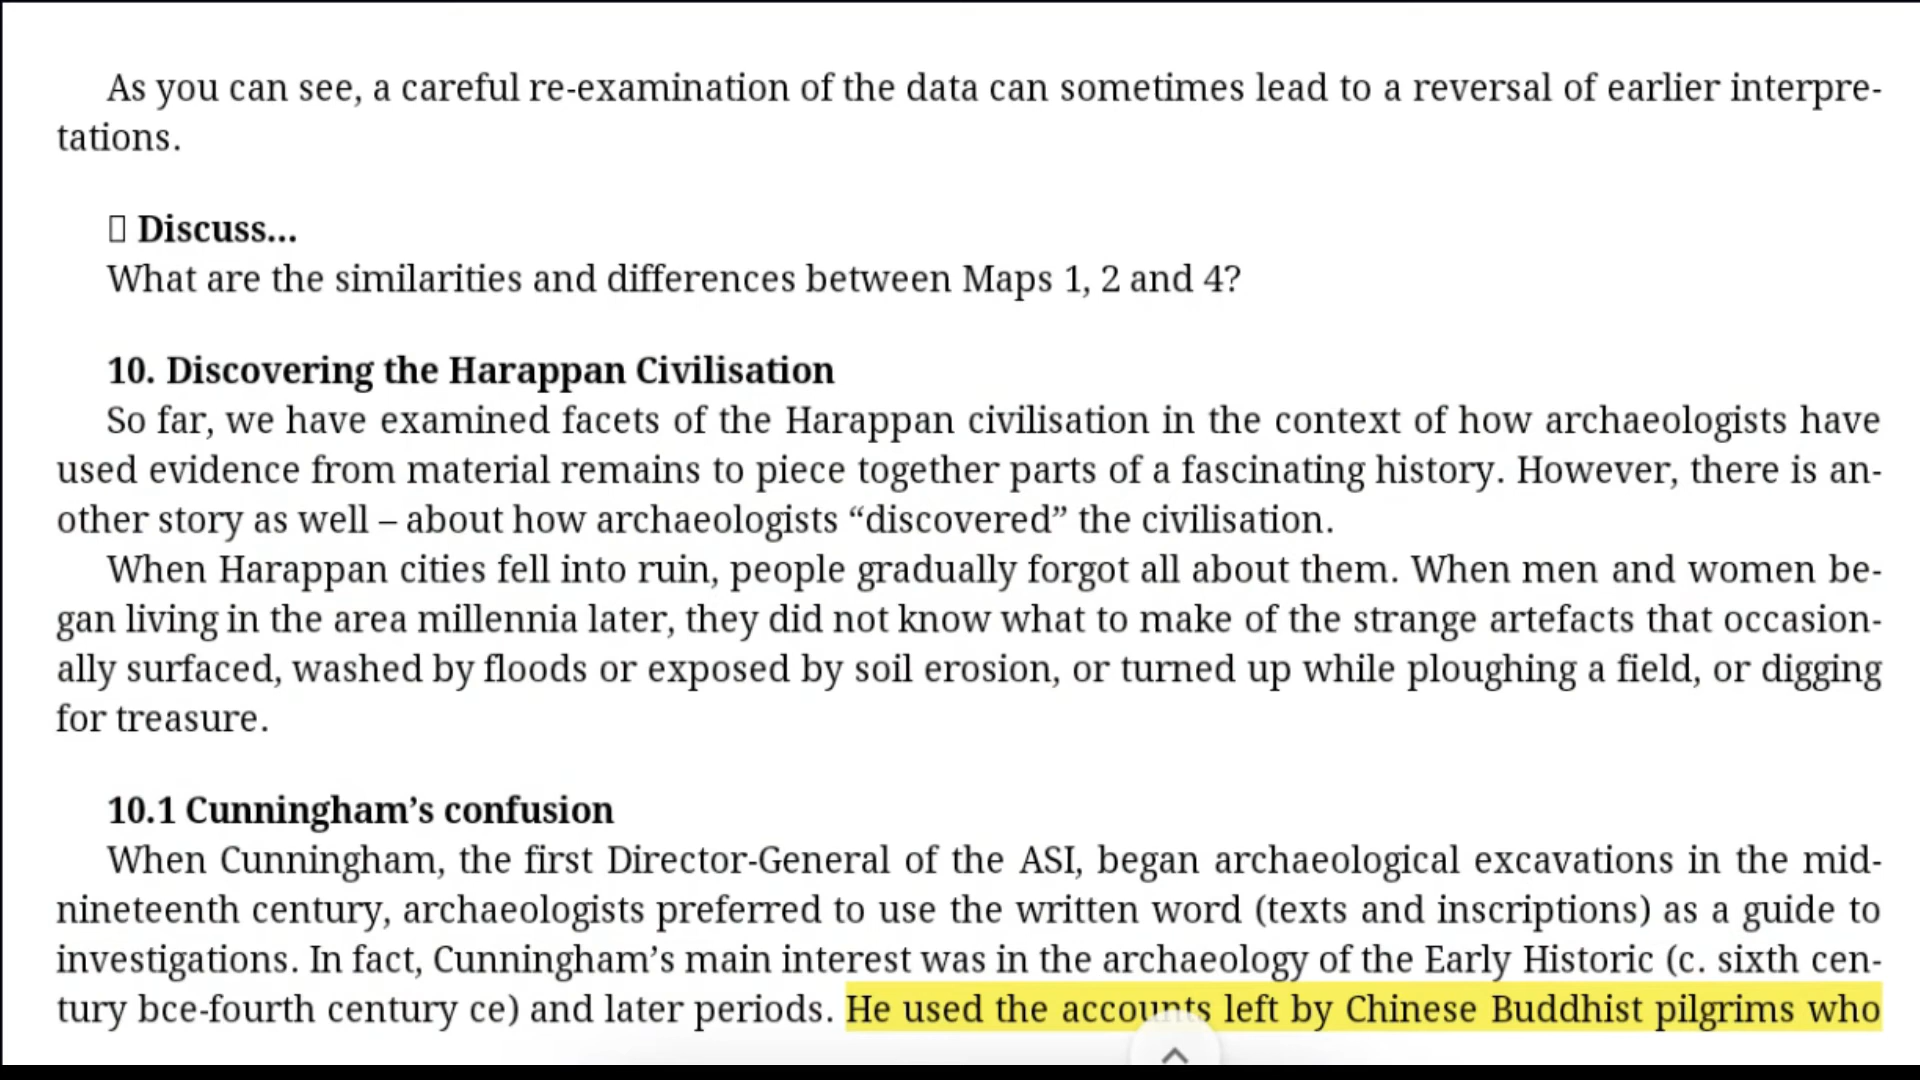 As you can see, a careful re-examination of the data can sometimes lead to a reversal of earlier interpre-
tations.
Discuss...
What are the similarities and differences between Maps 1, 2 and 4?
10. Discovering the Harappan Civilisation
So far, we have examined facets of the Harappan civilisation in the context of how archaeologists have
used evidence from material remains to piece together parts of a fascinating history. However, there is an-
other story as well – about how archaeologists “discovered” the civilisation.
When Harappan cities fell into ruin, people gradually forgot all about them. When men and women be-
gan living in the area millennia later, they did not know what to make of the strange artefacts that occasion-
ally surfaced, washed by floods or exposed by soil erosion, or turned up while ploughing a field, or digging
for treasure.
10.1 Cunningham’s confusion
When Cunningham, the first Director-General of the ASI, began archaeological excavations in the mid-
nineteenth century, archaeologists preferred to use the written word (texts and inscriptions) as a guide to
investigations. In fact, Cunningham’s main interest was in the archaeology of the Early Historic (c. sixth cen-
tury bce-fourth century ce) and later periods. He used the accounts left by Chinese Buddhist pilgrims who